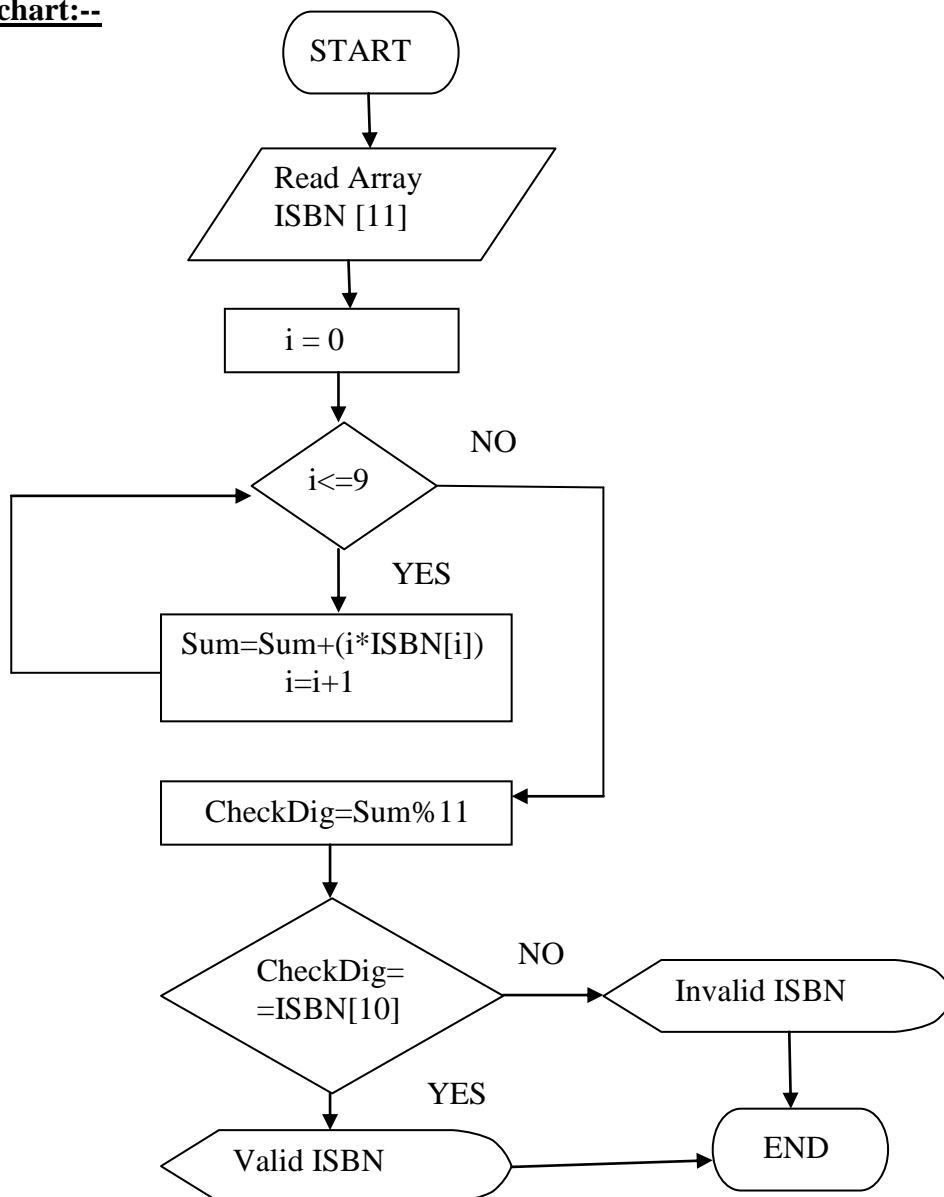 chart:--
START
Read Array
ISBN [11]
i = 0
NO
i<=9
YES
Sum=Sum+(i*ISBN[i])
i=i+1
CheckDig=Sum%11
NO
CheckDig=
=ISBN[10]
Invalid ISBN
YES
Valid ISBN
END